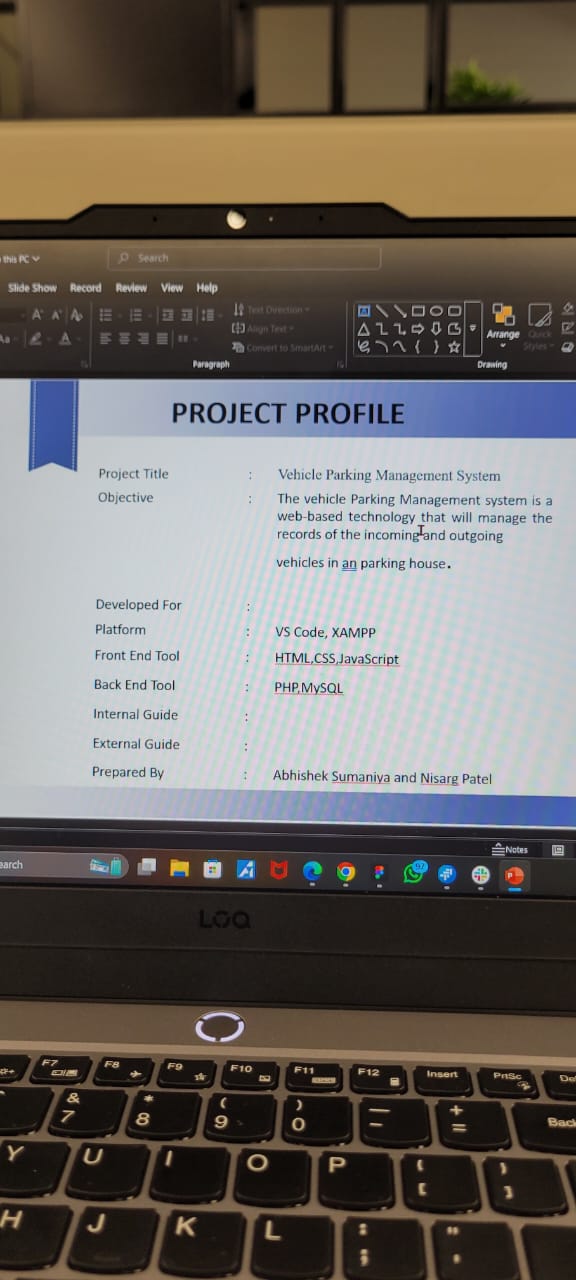 this PC
Search
Slide Show Record Review View Help
Text Direction
Align Text
Convert to SmartArt
Arrange
Quick
Styles
Paragraph
Drawing
PROJECT PROFILE
Project Title : Vehicle Parking Management System
Objective : The vehicle Parking Management system is a
web-based technology that will manage the
records of the incoming and outgoing
vehicles in an parking house.
Developed For :
Platform : VS Code, XAMPP
Front End Tool : HTML,CSS,JavaScript
Back End Tool : PHP,MySQL
Internal Guide :
External Guide :
Prepared By : Abhishek Sumaniya and Nisarg Patel
Notes
earch
97
LOQ
F7 F8 F9 F10 F11 F12 Insert PrtSc De
& * ( ) — +
7 8 9 0 - = Back
Y U I O P { }
[ ]
H J K L : "
; '